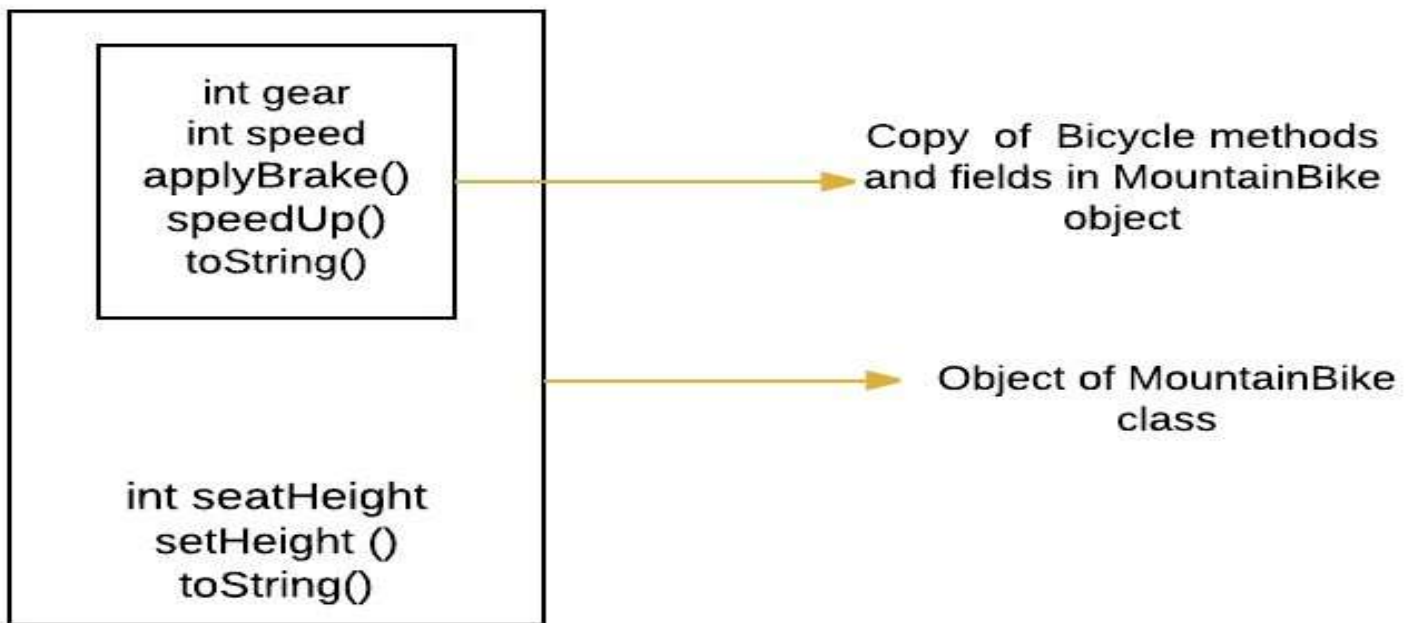 int gear
int speed
applyBrake()
speedUp()
toString()
Copy of Bicycle methods
and fields in MountainBike
object
Object of MountainBike
class
int seatHeight
setHeight ()
toString()